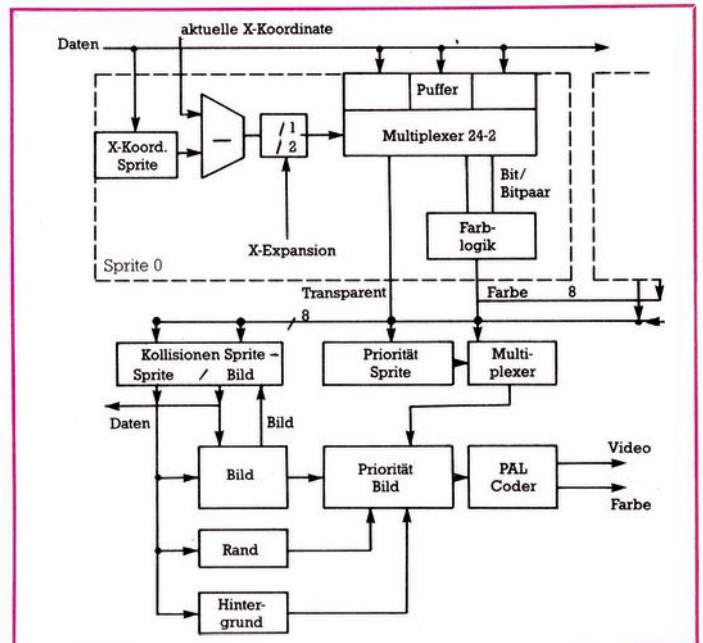 aktuelle X-Koordinate
Daten
Puffer
Multiplexer 24-2
X-Koord.
Sprite
—
/ 1
/ 2
Bit/
Bitpaar
Farb-
logik
X-Expansion
Sprite 0
Transparent
Farbe 8
/ 8
Kollisionen Sprite –
Sprite / Bild
Priorität
Sprite
Multi-
plexer
Daten
Bild
Bild
Priorität
Bild
PAL
Coder
Video
Farbe
Rand
Hinter-
grund